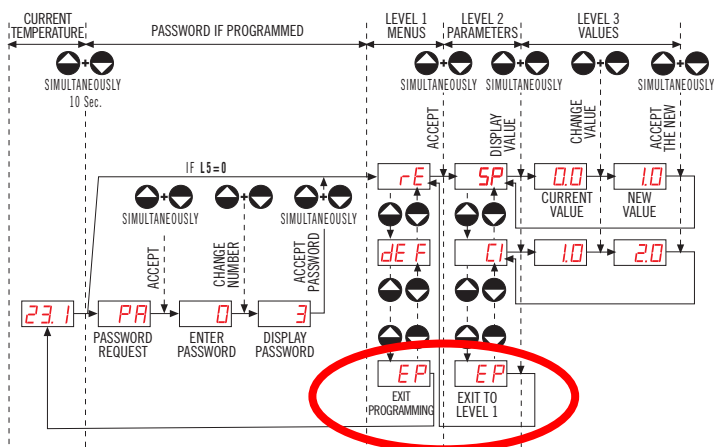 CURRENT
TEMPERATURE
PASSWORD IF PROGRAMMED
LEVEL 1
MENUS
LEVEL 2
PARAMETERS
LEVEL 3
VALUES
+
SIMULTANEOUSLY
10 Sec.
+
SIMULTANEOUSLY
+
SIMULTANEOUSLY
+
+
SIMULTANEOUSLY
ACCEPT
DISPLAY
VALUE
CHANGE
VALUE
ACCEPT
THE NEW
IF L5=0
+
SIMULTANEOUSLY
+
+
SIMULTANEOUSLY
ACCEPT
CHANGE
NUMBER
ACCEPT
PASSWORD
rE
SP
0.0
CURRENT
VALUE
1.0
NEW
VALUE
dEF
C1
1.0
2.0
23.1
PA
PASSWORD
REQUEST
0
ENTER
PASSWORD
3
DISPLAY
PASSWORD
EP
EXIT
PROGRAMMING
EP
EXIT TO
LEVEL 1